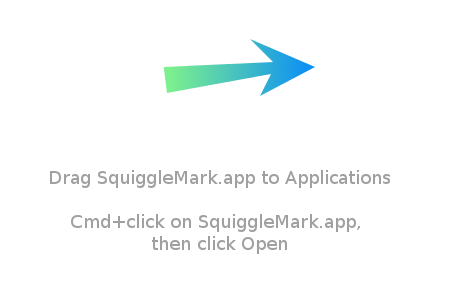 Drag SquiggleMark.app to Applications
Cmd+click on SquiggleMark.app,
then click Open